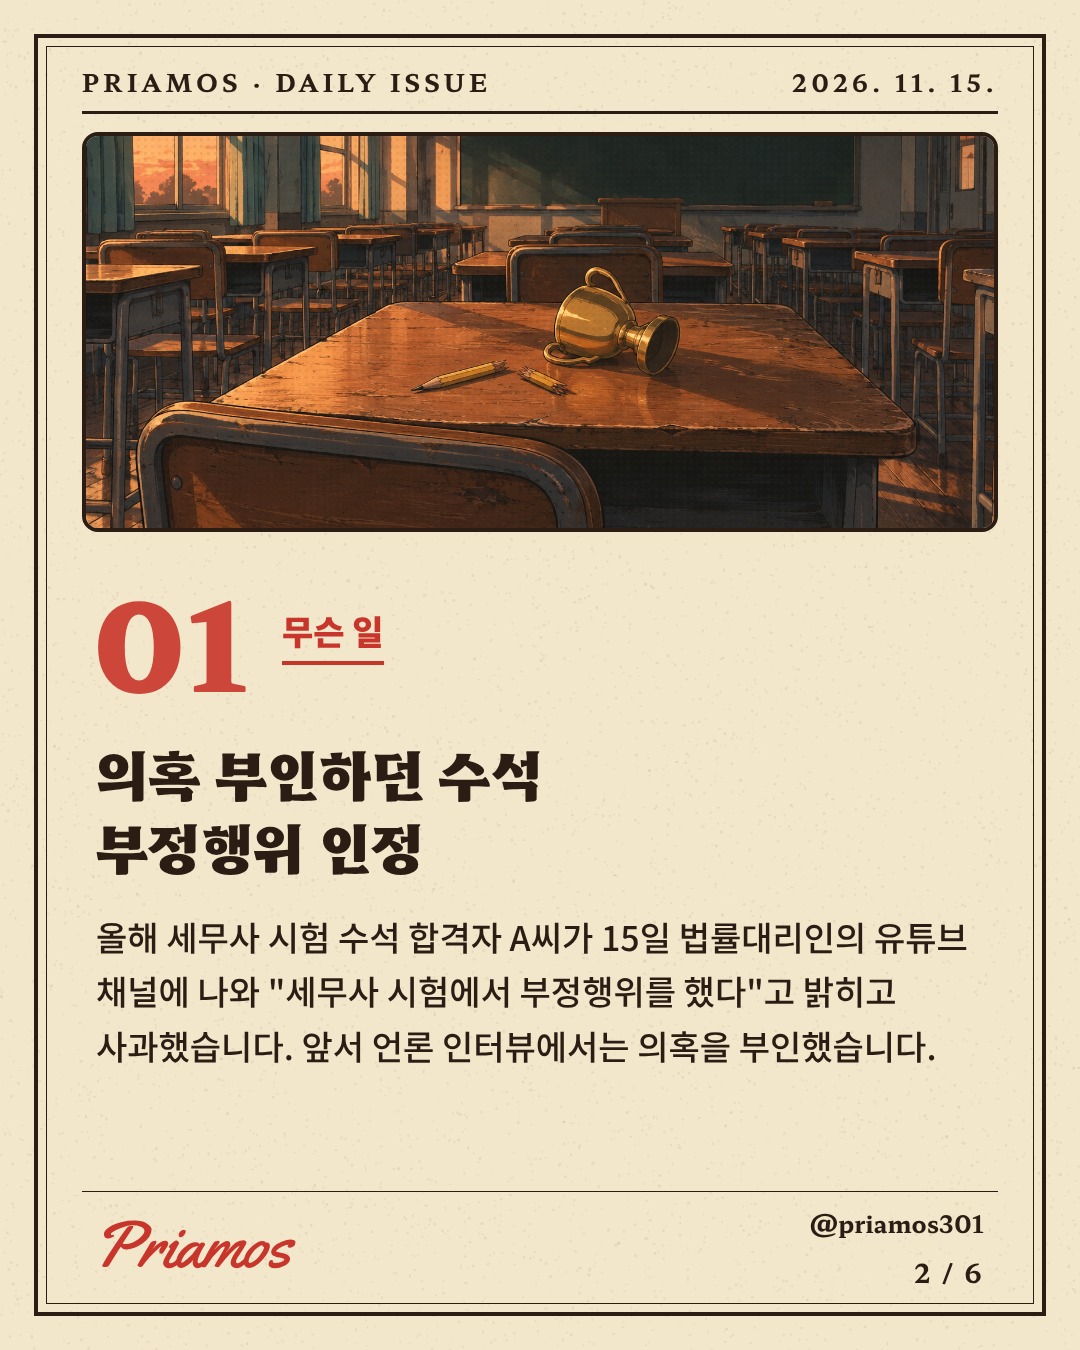 PRIAMOS · DAILY ISSUE
2026. 11. 15.
01
무슨 일
의혹 부인하던 수석
부정행위 인정
올해 세무사 시험 수석 합격자 A씨가 15일 법률대리인의 유튜브
채널에 나와 "세무사 시험에서 부정행위를 했다"고 밝히고
사과했습니다. 앞서 언론 인터뷰에서는 의혹을 부인했습니다.
Priamos
@priamos301
2 / 6